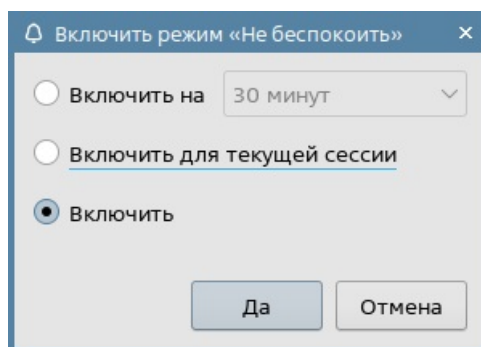 Включить режим «Не беспокоить»
Включить на 30 минут
Включить для текущей сессии
Включить
Да Отмена